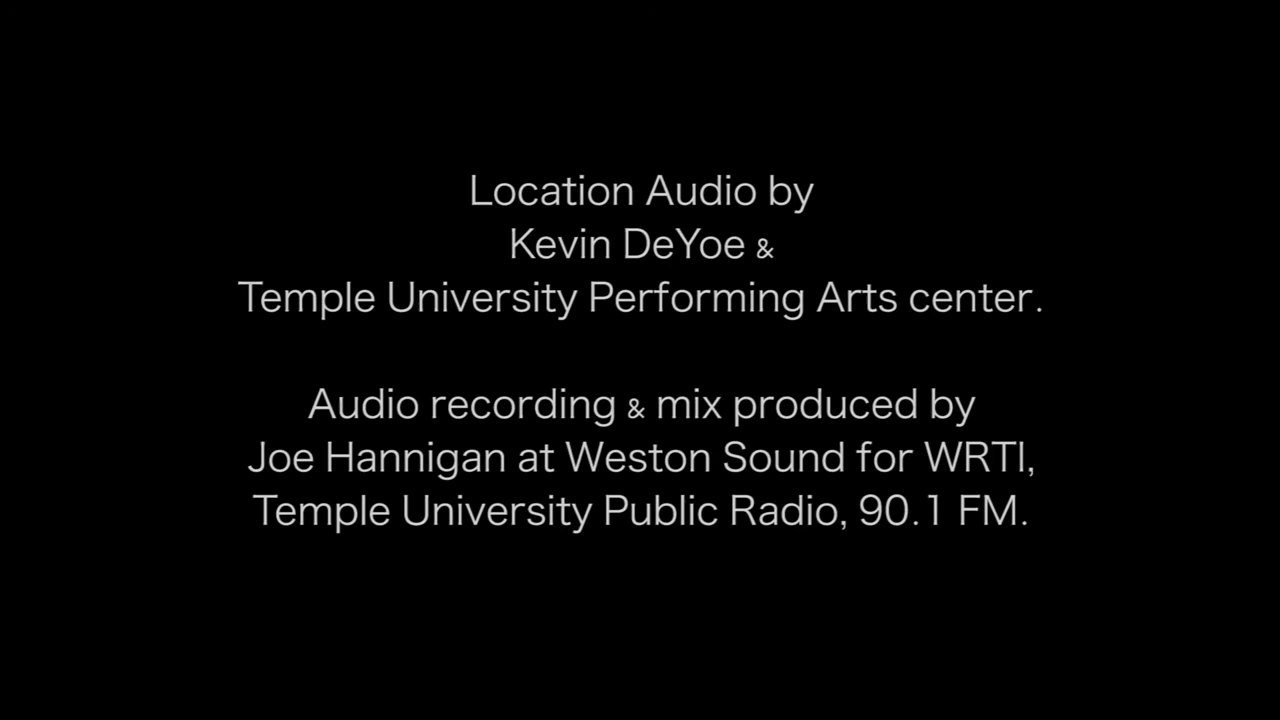 Location Audio by
Kevin DeYoe &
Temple University Performing Arts center.
Audio recording & mix produced by
Joe Hannigan at Weston Sound for WRTI,
Temple University Public Radio, 90.1 FM.